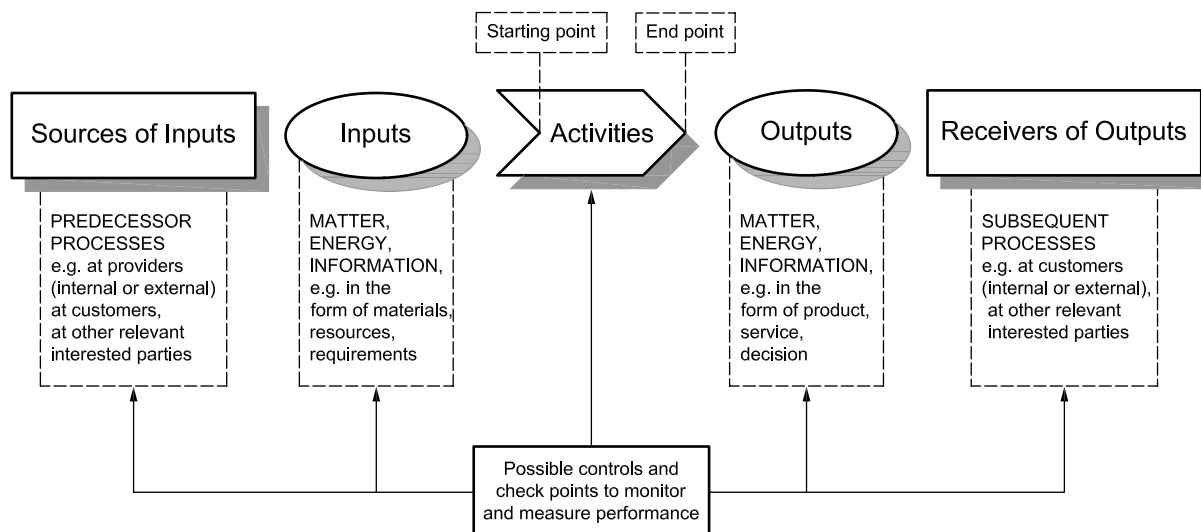 Starting point
End point
Sources of Inputs
Inputs
Activities
Outputs
Receivers of Outputs
PREDECESSOR
PROCESSES
e.g. at providers
(internal or external)
at customers,
at other relevant
interested parties
MATTER,
ENERGY,
INFORMATION,
e.g. in the
form of materials,
resources,
requirements
MATTER,
ENERGY,
INFORMATION,
e.g. in the
form of product,
service,
decision
SUBSEQUENT
PROCESSES
e.g. at customers
(internal or external),
at other relevant
interested parties
Possible controls and
check points to monitor
and measure performance